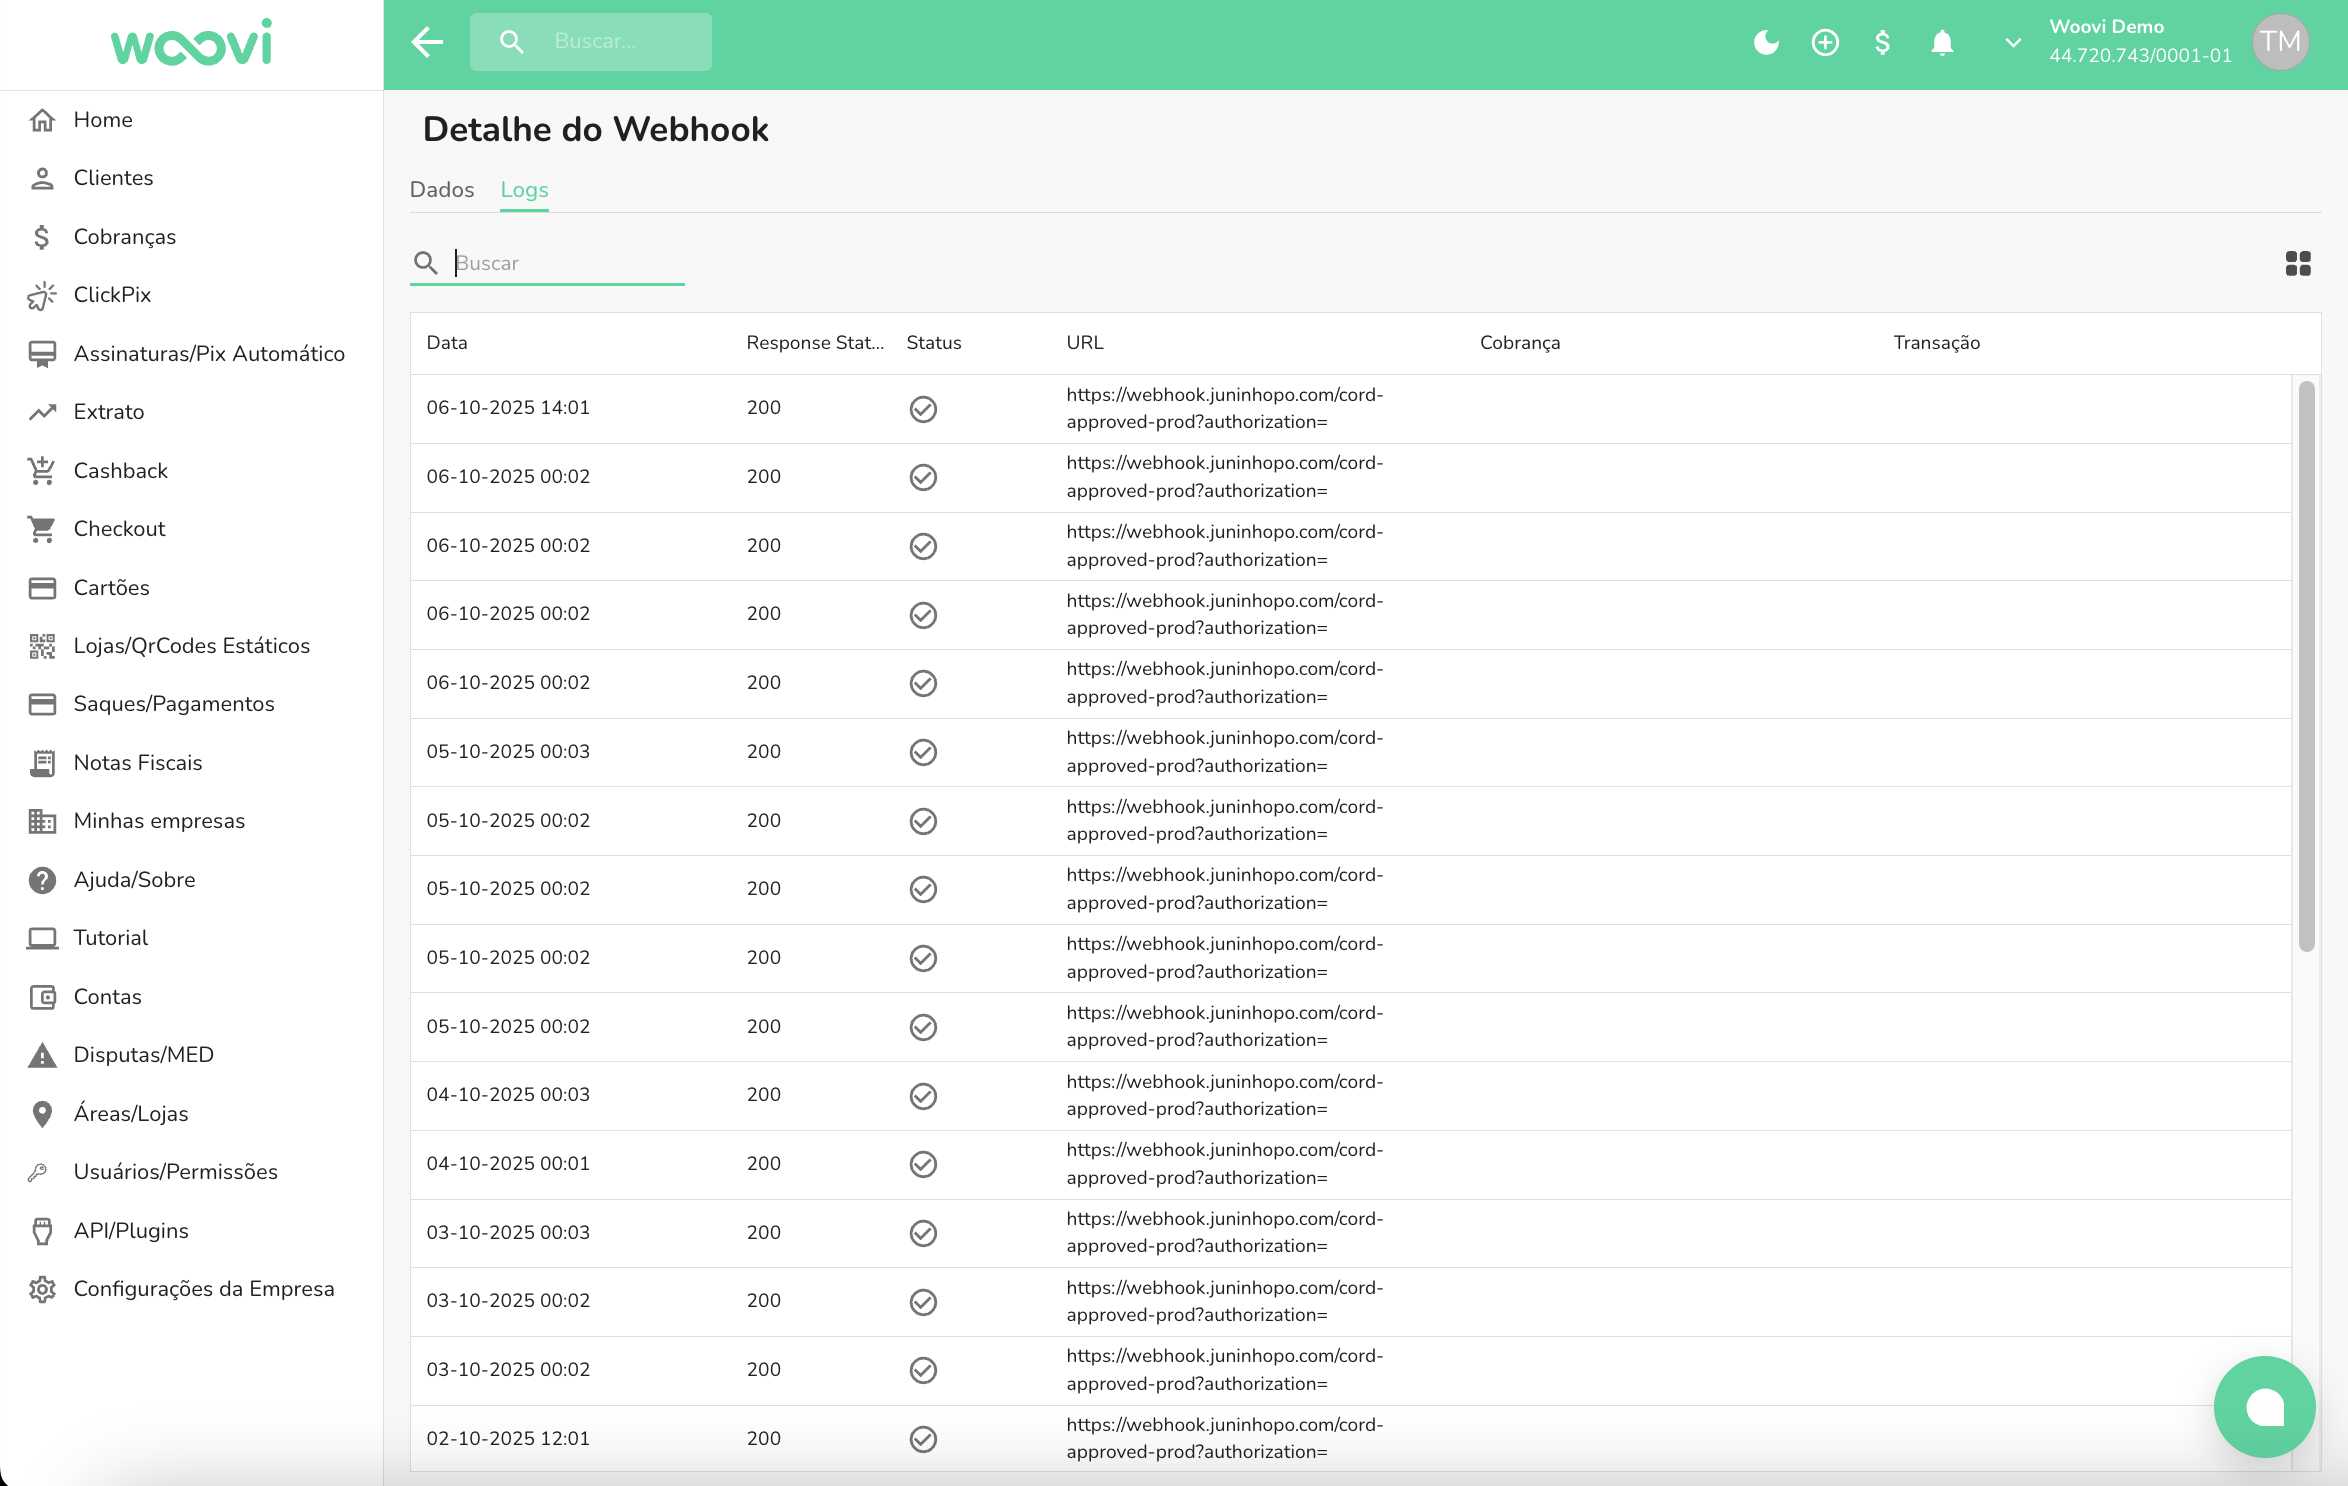 woovi
Buscar...
Woovi Demo
44.720.743/0001-01
TM
Home
Clientes
Cobranças
ClickPix
Assinaturas/Pix Automático
Extrato
Cashback
Checkout
Cartões
Lojas/QrCodes Estáticos
Saques/Pagamentos
Notas Fiscais
Minhas empresas
Ajuda/Sobre
Tutorial
Contas
Disputas/MED
Áreas/Lojas
Usuários/Permissões
API/Plugins
Configurações da Empresa
Detalhe do Webhook
Dados Logs
Buscar
Data Response Stat... Status URL Cobrança Transação
06-10-2025 14:01 200 https://webhook.juninhopo.com/cord-
approved-prod?authorization=
06-10-2025 00:02 200 https://webhook.juninhopo.com/cord-
approved-prod?authorization=
06-10-2025 00:02 200 https://webhook.juninhopo.com/cord-
approved-prod?authorization=
06-10-2025 00:02 200 https://webhook.juninhopo.com/cord-
approved-prod?authorization=
06-10-2025 00:02 200 https://webhook.juninhopo.com/cord-
approved-prod?authorization=
05-10-2025 00:03 200 https://webhook.juninhopo.com/cord-
approved-prod?authorization=
05-10-2025 00:02 200 https://webhook.juninhopo.com/cord-
approved-prod?authorization=
05-10-2025 00:02 200 https://webhook.juninhopo.com/cord-
approved-prod?authorization=
05-10-2025 00:02 200 https://webhook.juninhopo.com/cord-
approved-prod?authorization=
05-10-2025 00:02 200 https://webhook.juninhopo.com/cord-
approved-prod?authorization=
04-10-2025 00:03 200 https://webhook.juninhopo.com/cord-
approved-prod?authorization=
04-10-2025 00:01 200 https://webhook.juninhopo.com/cord-
approved-prod?authorization=
03-10-2025 00:03 200 https://webhook.juninhopo.com/cord-
approved-prod?authorization=
03-10-2025 00:02 200 https://webhook.juninhopo.com/cord-
approved-prod?authorization=
03-10-2025 00:02 200 https://webhook.juninhopo.com/cord-
approved-prod?authorization=
02-10-2025 12:01 200 https://webhook.juninhopo.com/cord-
approved-prod?authorization=